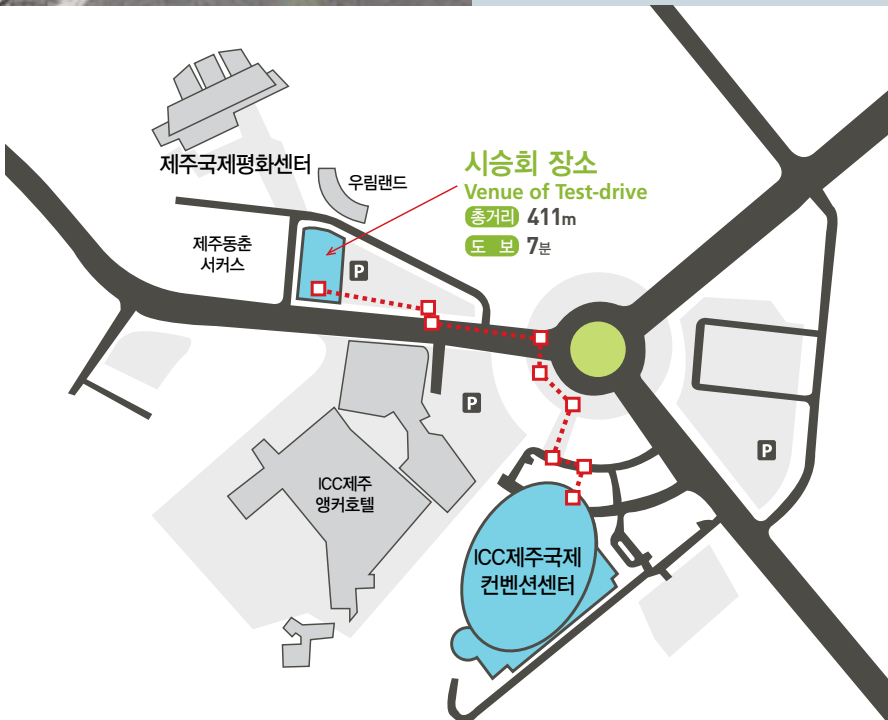 제주국제평화센터
우림랜드
시승회 장소
Venue of Test-drive
총거리 411m
도 보 7분
제주동춘
서커스
P
P
P
ICC제주
앵커호텔
ICC제주국제
컨벤션센터